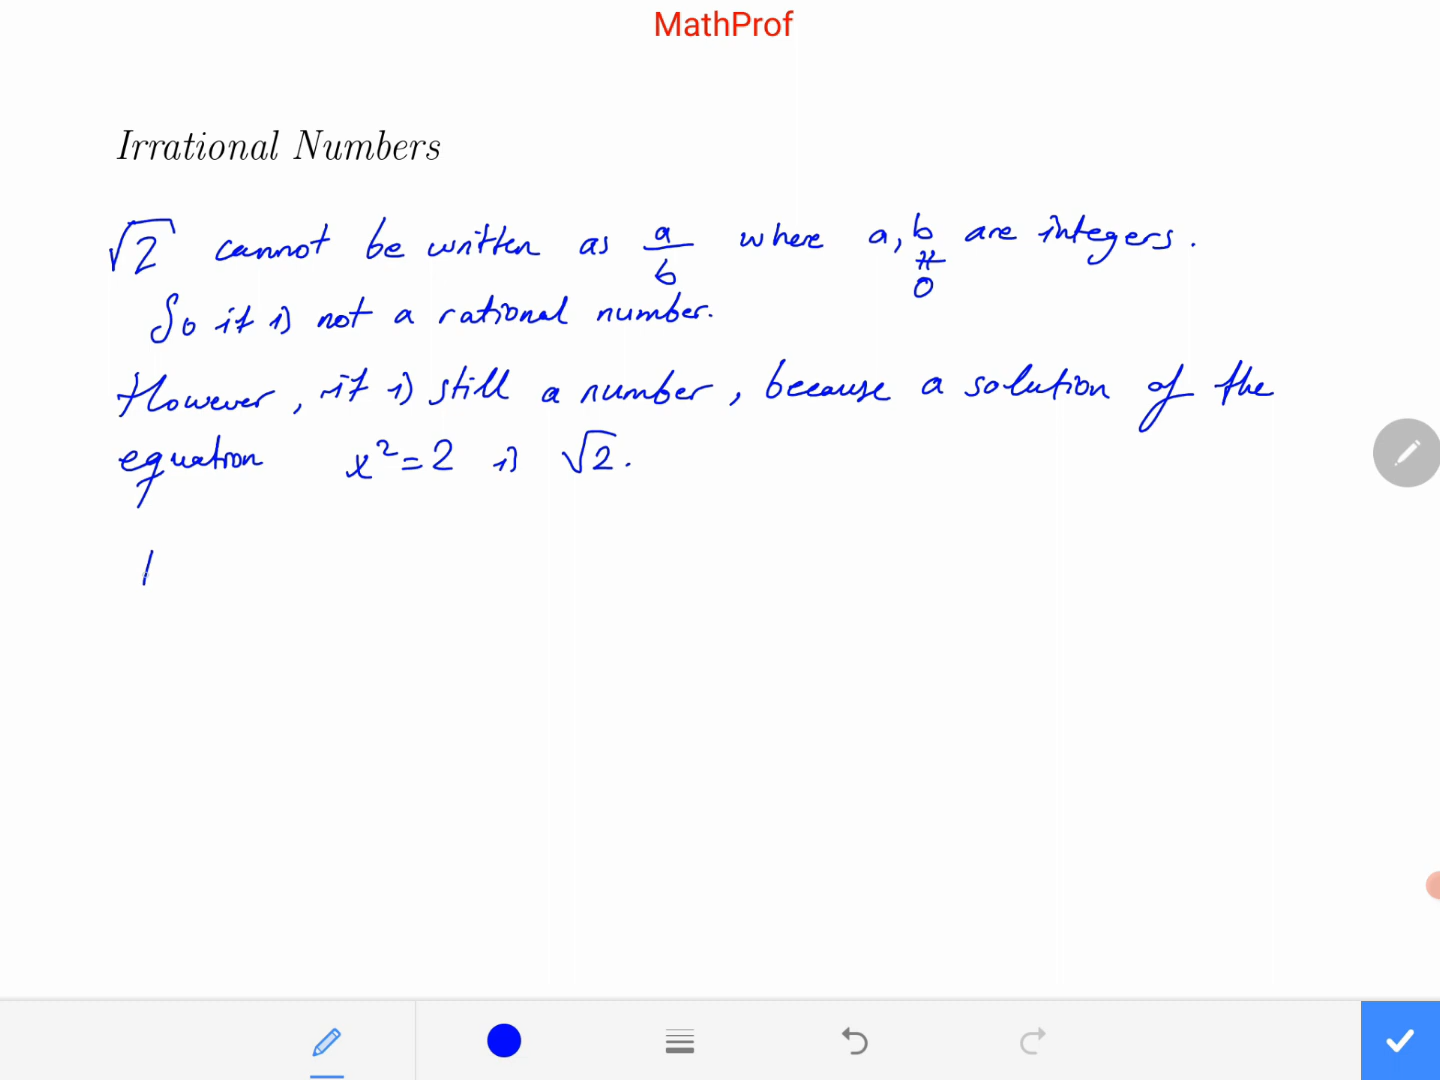 MathProf
Irrational Numbers
√2 cannot be written as a/b where a, b ≠ 0 are integers.
So it is not a rational number.
However, it is still a number, because a solution of the
equation x² = 2 is √2.